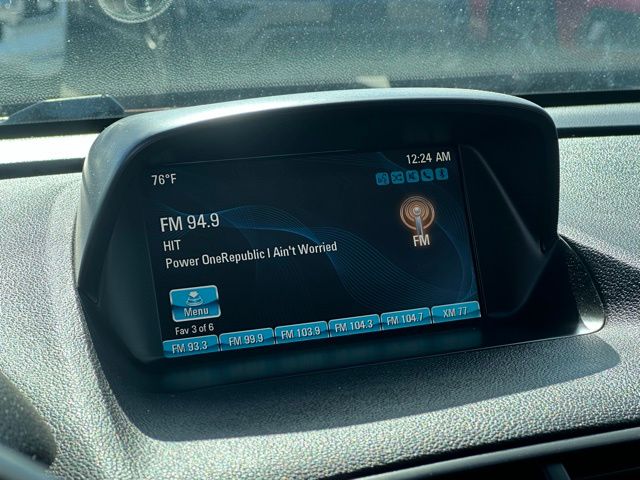 12:24 AM
76°F
FM 94.9
HIT
Power OneRepublic I Ain't Worried
FM
Menu
Fav 3 of 6
FM 93.3 FM 99.9 FM 103.9 FM 104.3 FM 104.7 XM 77